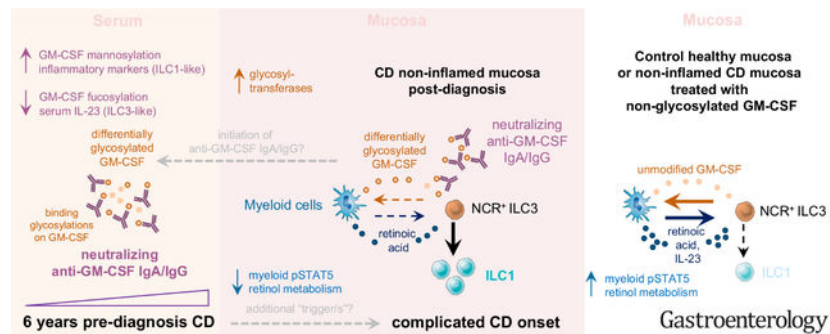 Serum
GM-CSF mannosylation
inflammatory markers (ILC1-like)
GM-CSF fucosylation
serum IL-23 (ILC3-like)
differentially
glycosylated
GM-CSF
binding
glycosylations
on GM-CSF
neutralizing
anti-GM-CSF IgA/IgG
6 years pre-diagnosis CD
Mucosa
glycosyl-
transferases
CD non-inflamed mucosa
post-diagnosis
initiation of
anti-GM-CSF IgA/IgG?
differentially
glycosylated
GM-CSF
neutralizing
anti-GM-CSF
IgA/IgG
Myeloid cells
NCR+ ILC3
retinoic
acid
ILC1
myeloid pSTAT5
retinol metabolism
additional "trigger/s"?
complicated CD onset
Mucosa
Control healthy mucosa
or non-inflamed CD mucosa
treated with
non-glycosylated GM-CSF
unmodified GM-CSF
NCR+ ILC3
retinoic
acid,
IL-23
ILC1
myeloid pSTAT5
retinol metabolism
Gastroenterology